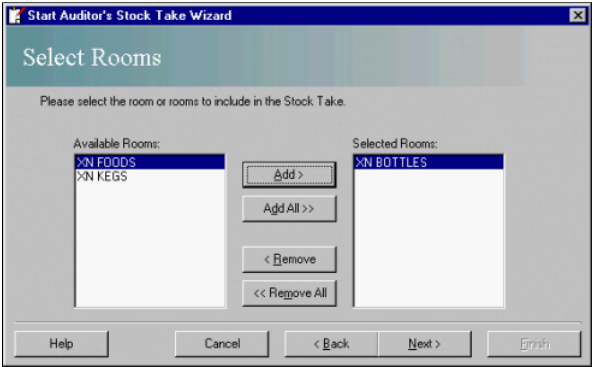 Start Auditor's Stock Take Wizard
Select Rooms
Please select the room or rooms to include in the Stock Take.
Available Rooms:
Selected Rooms:
XN FOODS
XN KEGS
XN BOTTLES
Add >
Add All >>
< Remove
<< Remove All
Help
Cancel
< Back
Next >
Finish